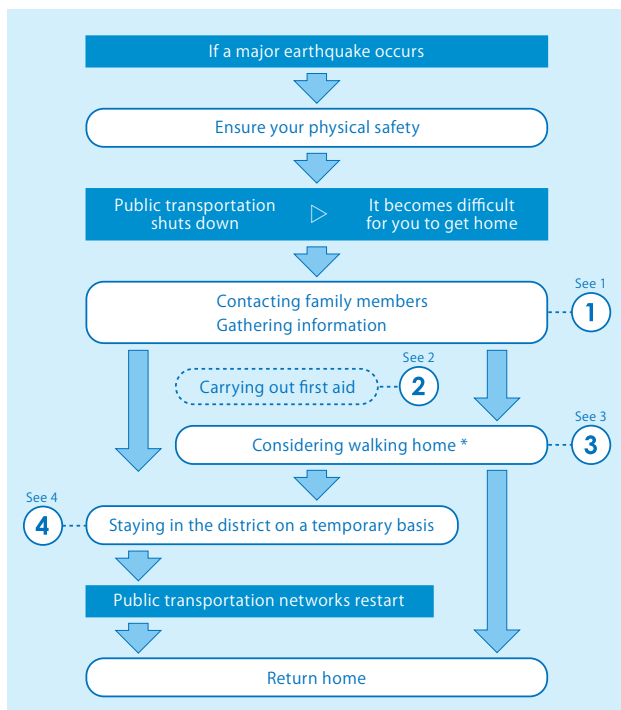 If a major earthquake occurs
Ensure your physical safety
Public transportation
shuts down
It becomes difficult
for you to get home
Contacting family members
Gathering information
See 1
1
See 2
Carrying out first aid
2
See 3
Considering walking home *
3
See 4
4
Staying in the district on a temporary basis
Public transportation networks restart
Return home